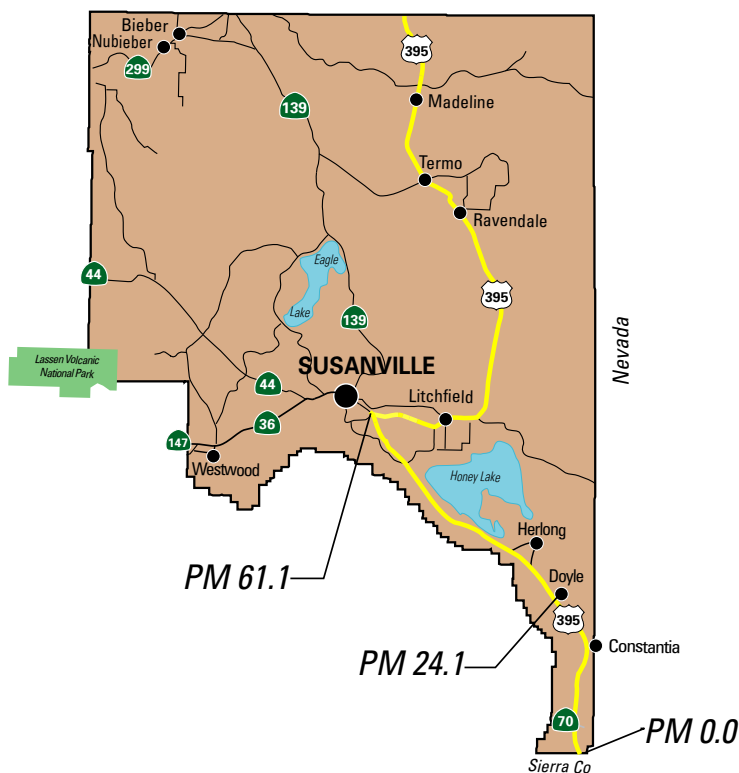 Bieber
Nubieber
299
139
395
Madeline
Termo
Ravendale
44
Eagle
Lake
395
139
Nevada
Lassen Volcanic
National Park
SUSANVILLE
44
Litchfield
36
147
Westwood
Honey Lake
Herlong
PM 61.1
Doyle
395
Constantia
PM 24.1
70
PM 0.0
Sierra Co